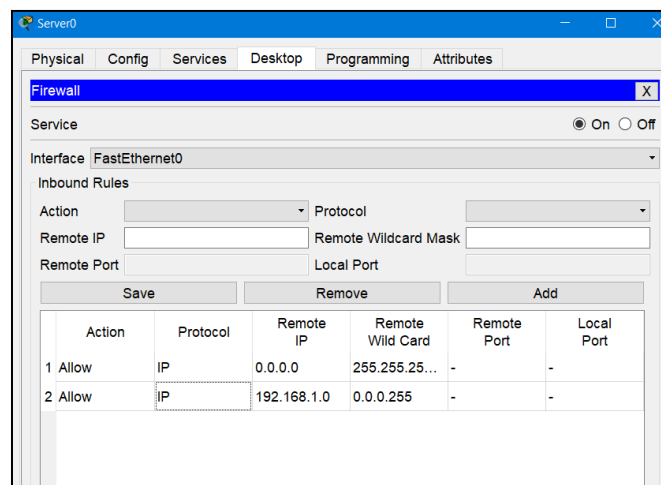 Server0
Physical Config Services Desktop Programming Attributes
Firewall X
Service On Off
Interface FastEthernet0
Inbound Rules
Action Protocol
Remote IP Remote Wildcard Mask
Remote Port Local Port
Save Remove Add
Action Protocol Remote IP Remote Wild Card Remote Port Local Port
1 Allow IP 0.0.0.0 255.255.25... - -
2 Allow IP 192.168.1.0 0.0.0.255 - -